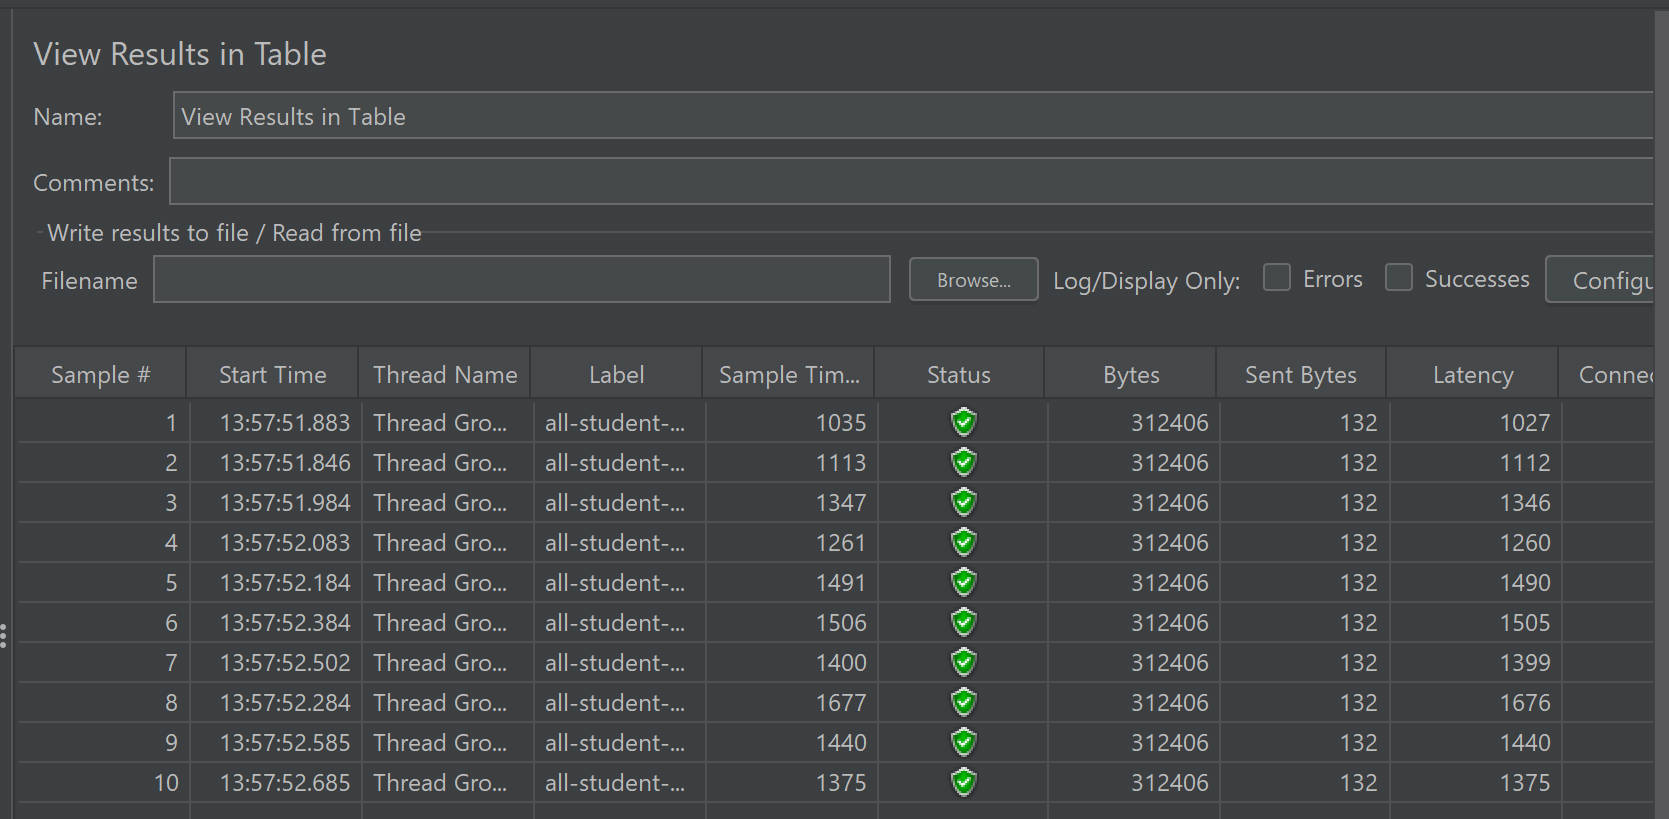 View Results in Table
Name: View Results in Table
Comments:
Write results to file / Read from file
Filename Browse... Log/Display Only: Errors Successes Configu
Sample # Start Time Thread Name Label Sample Tim... Status Bytes Sent Bytes Latency Connec
1 13:57:51.883 Thread Gro... all-student-... 1035 312406 132 1027
2 13:57:51.846 Thread Gro... all-student-... 1113 312406 132 1112
3 13:57:51.984 Thread Gro... all-student-... 1347 312406 132 1346
4 13:57:52.083 Thread Gro... all-student-... 1261 312406 132 1260
5 13:57:52.184 Thread Gro... all-student-... 1491 312406 132 1490
6 13:57:52.384 Thread Gro... all-student-... 1506 312406 132 1505
7 13:57:52.502 Thread Gro... all-student-... 1400 312406 132 1399
8 13:57:52.284 Thread Gro... all-student-... 1677 312406 132 1676
9 13:57:52.585 Thread Gro... all-student-... 1440 312406 132 1440
10 13:57:52.685 Thread Gro... all-student-... 1375 312406 132 1375